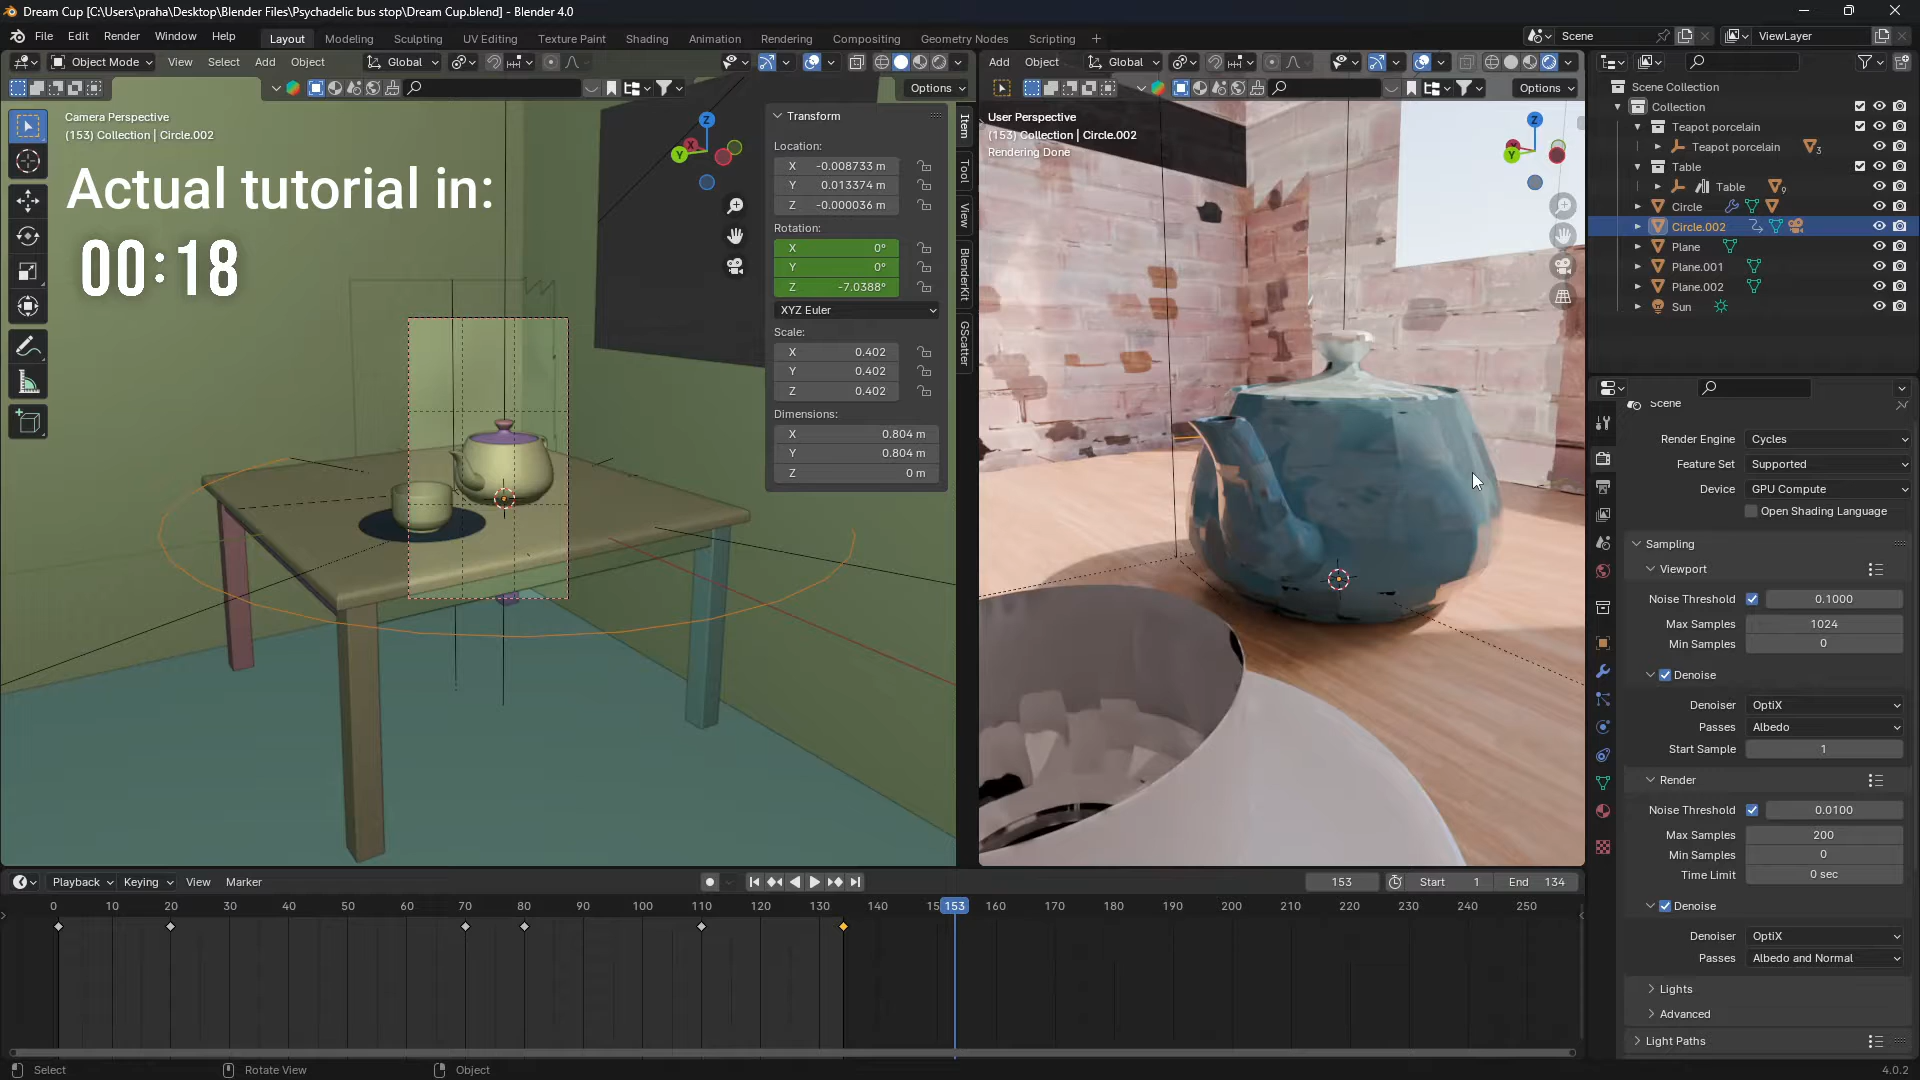 Dream Cup [C:\Users\praha\Desktop\Blender Files\Psychadelic bus stop\Dream Cup.blend] - Blender 4.0
File Edit Render Window Help Layout Modeling Sculpting UV Editing Texture Paint Shading Animation Rendering Compositing Geometry Nodes Scripting + Scene ViewLayer
Object Mode View Select Add Object Global
Options
Camera Perspective
(153) Collection | Circle.002
Actual tutorial in:
00:18
Transform
Location:
X -0.008733 m
Y 0.013374 m
Z -0.000036 m
Rotation:
X 0°
Y 0°
Z -7.0388°
XYZ Euler
Scale:
X 0.402
Y 0.402
Z 0.402
Dimensions:
X 0.804 m
Y 0.804 m
Z 0 m
Item
Tool
View
BlenderKit
GScatter
Z
X
Y
Add Object Global
Options
User Perspective
(153) Collection | Circle.002
Rendering Done
Z
Y
Scene Collection
Collection
Teapot porcelain
Teapot porcelain 3
Table
Table 9
Circle
Circle.002
Plane
Plane.001
Plane.002
Sun
Scene
Render Engine Cycles
Feature Set Supported
Device GPU Compute
Open Shading Language
Sampling
Viewport
Noise Threshold 0.1000
Max Samples 1024
Min Samples 0
Denoise
Denoiser OptiX
Passes Albedo
Start Sample 1
Render
Noise Threshold 0.0100
Max Samples 200
Min Samples 0
Time Limit 0 sec
Denoise
Denoiser OptiX
Passes Albedo and Normal
Lights
Advanced
Light Paths
Playback Keying View Marker 153 Start 1 End 134
0 10 20 30 40 50 60 70 80 90 100 110 120 130 140 15 153 160 170 180 190 200 210 220 230 240 250
Select Rotate View Object 4.0.2